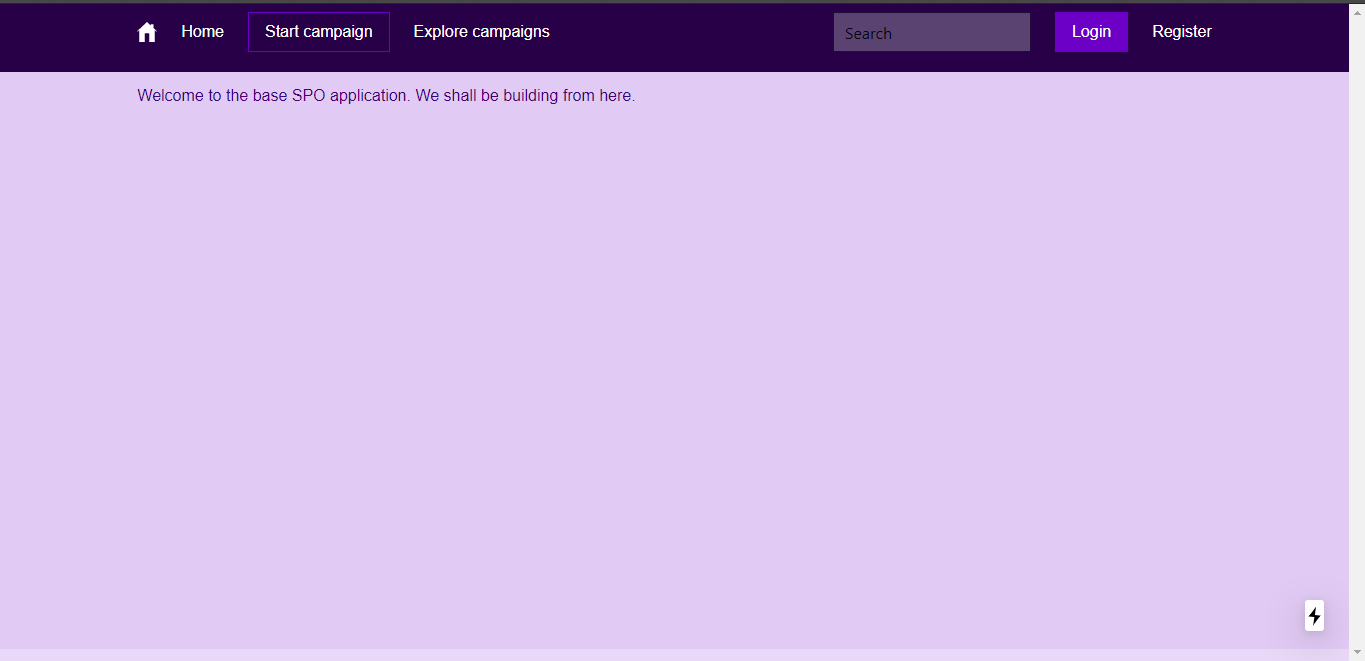 Home Start campaign Explore campaigns Search Login Register
Welcome to the base SPO application. We shall be building from here.